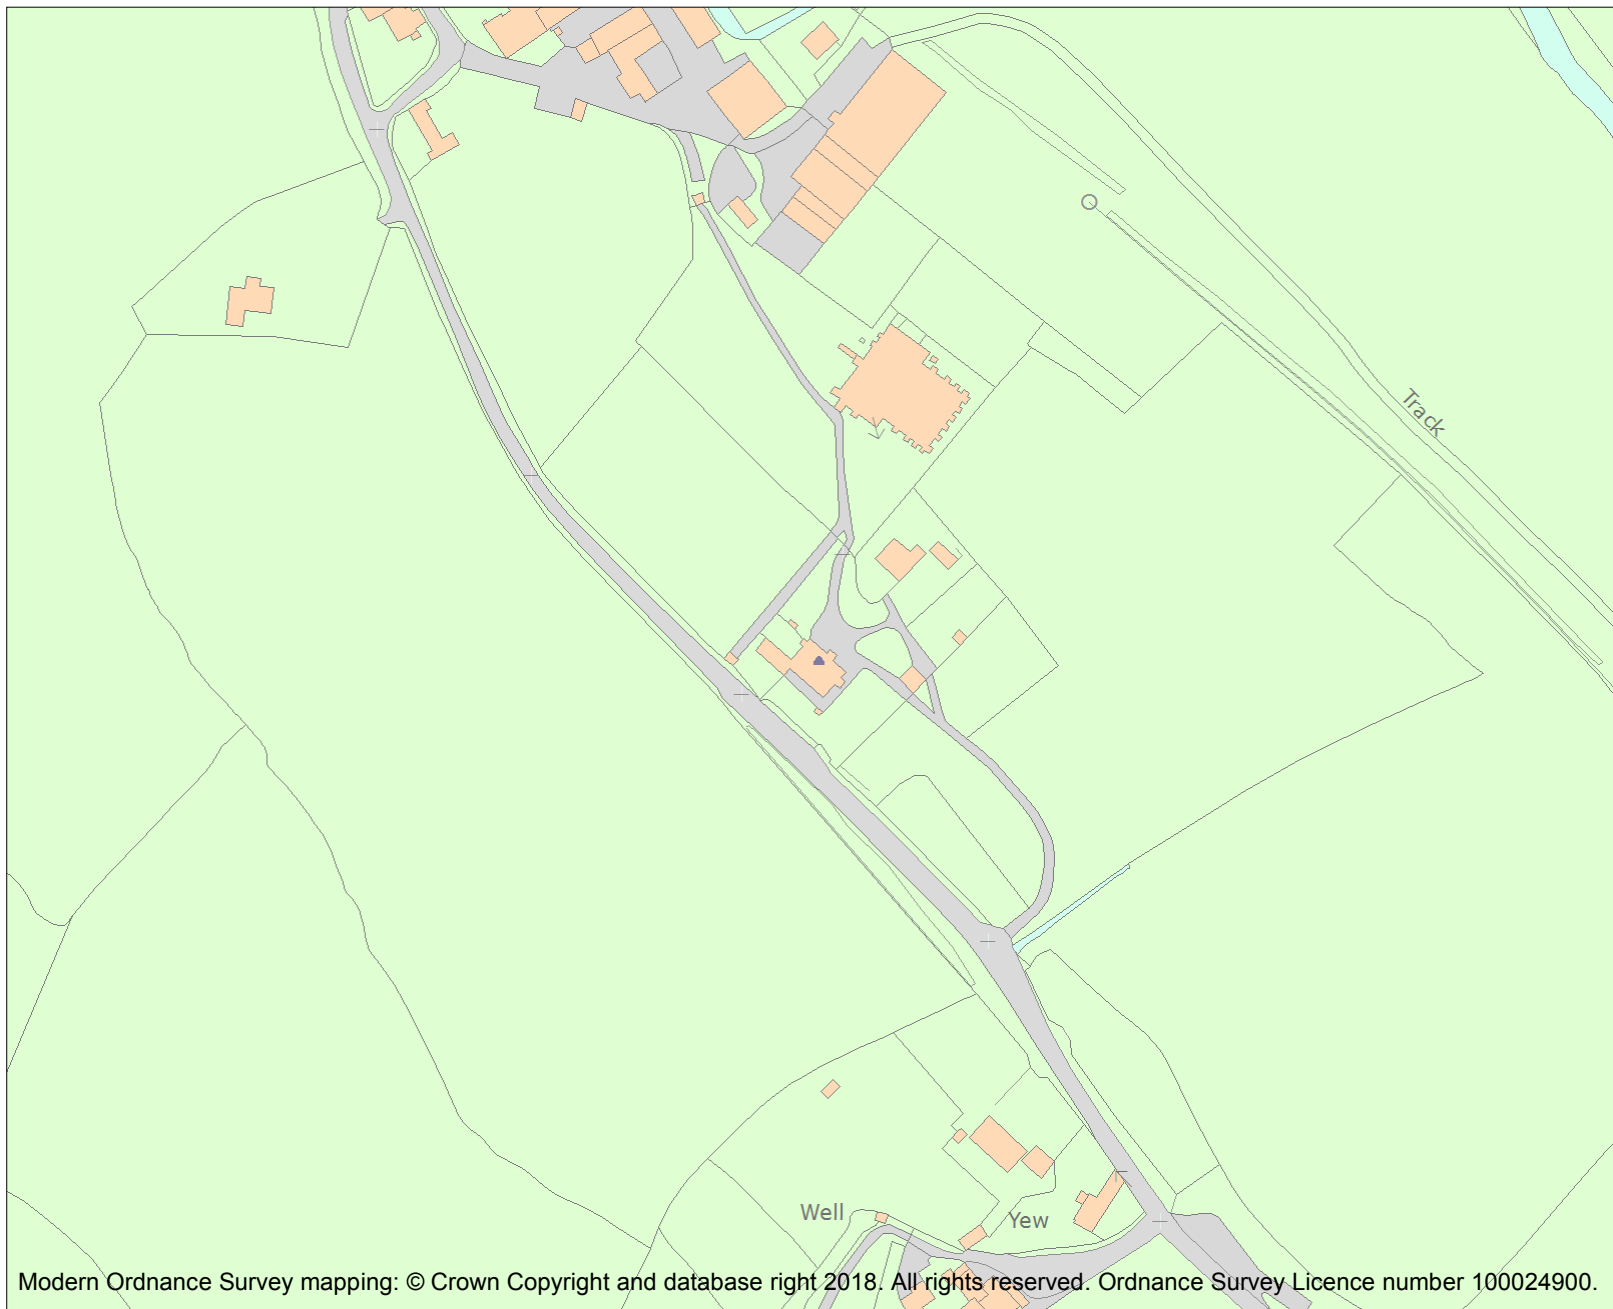 Track
Well
Yew
Modern Ordnance Survey mapping: © Crown Copyright and database right 2018. All rights reserved. Ordnance Survey Licence number 100024900.